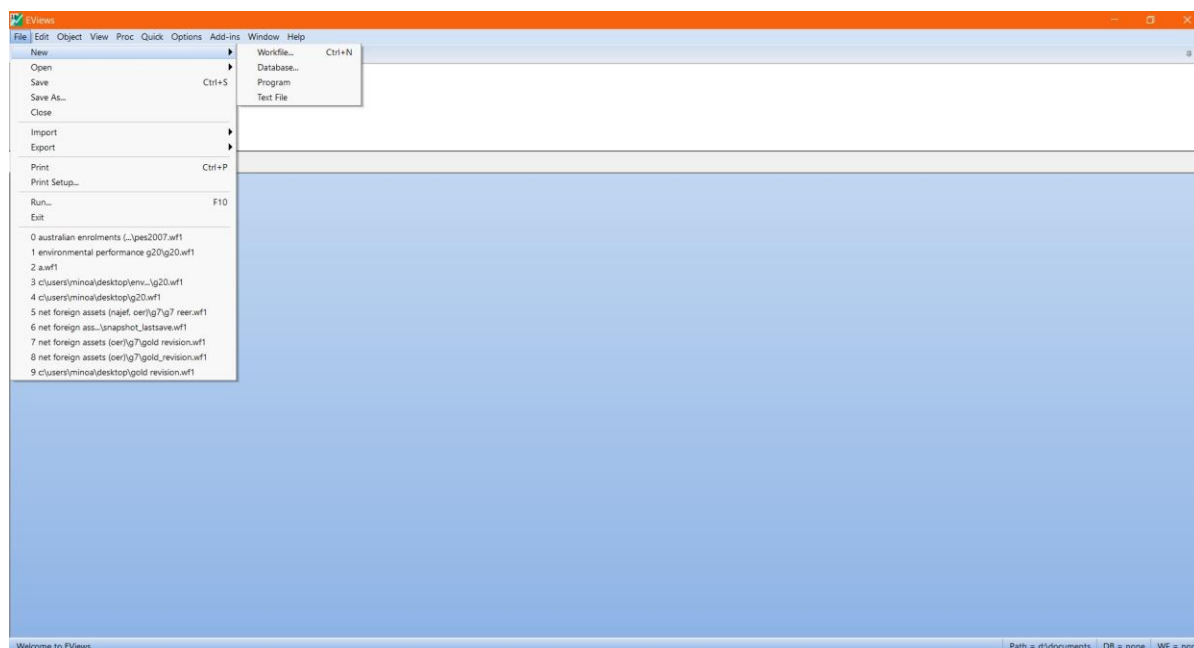 EViews
File Edit Object View Proc Quick Options Add-ins Window Help
New
Open
Save Ctrl+S
Save As...
Close
Import
Export
Print Ctrl+P
Print Setup...
Run... F10
Exit
0 australian enrolments (...\pes2007.wf1
1 environmental performance g20\g20.wf1
2 a.wf1
3 c:\users\minoa\desktop\env...\g20.wf1
4 c:\users\minoa\desktop\g20.wf1
5 net foreign assets (najef, oer)\g7\g7 reer.wf1
6 net foreign ass...\snapshot_lastsave.wf1
7 net foreign assets (oer)\g7\gold revision.wf1
8 net foreign assets (oer)\g7\gold_revision.wf1
9 c:\users\minoa\desktop\gold revision.wf1
Workfile... Ctrl+N
Database...
Program
Text File
Welcome to EViews Path = d:\documents DB = none WF = non